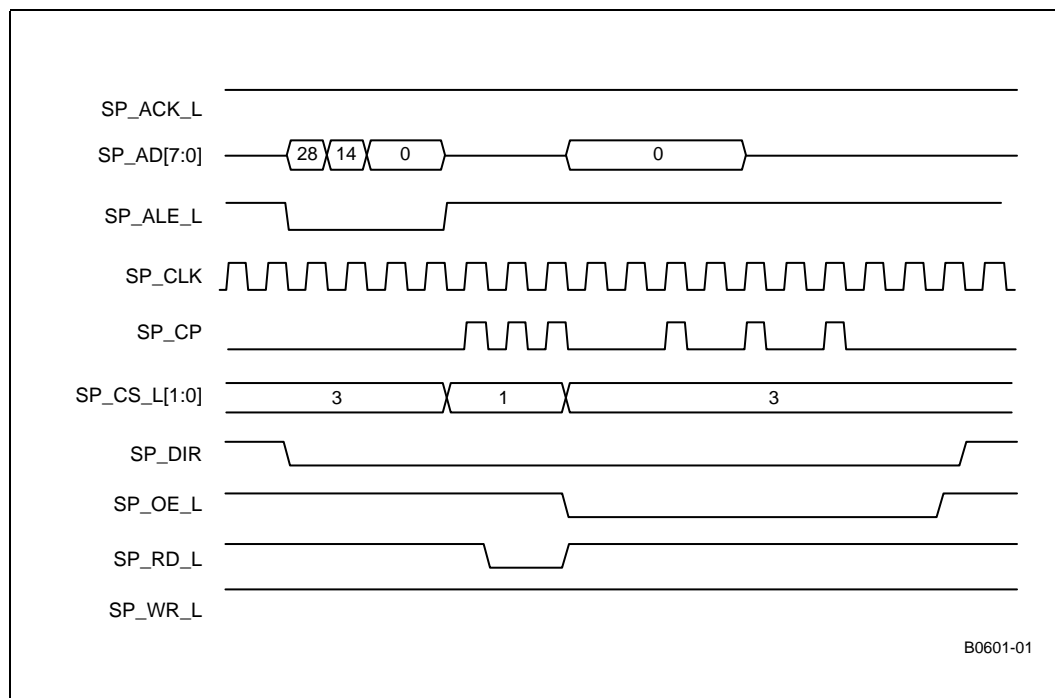 SP_ACK_L
SP_AD[7:0] 28 14 0 0
SP_ALE_L
SP_CLK
SP_CP
SP_CS_L[1:0] 3 1 3
SP_DIR
SP_OE_L
SP_RD_L
SP_WR_L
B0601-01